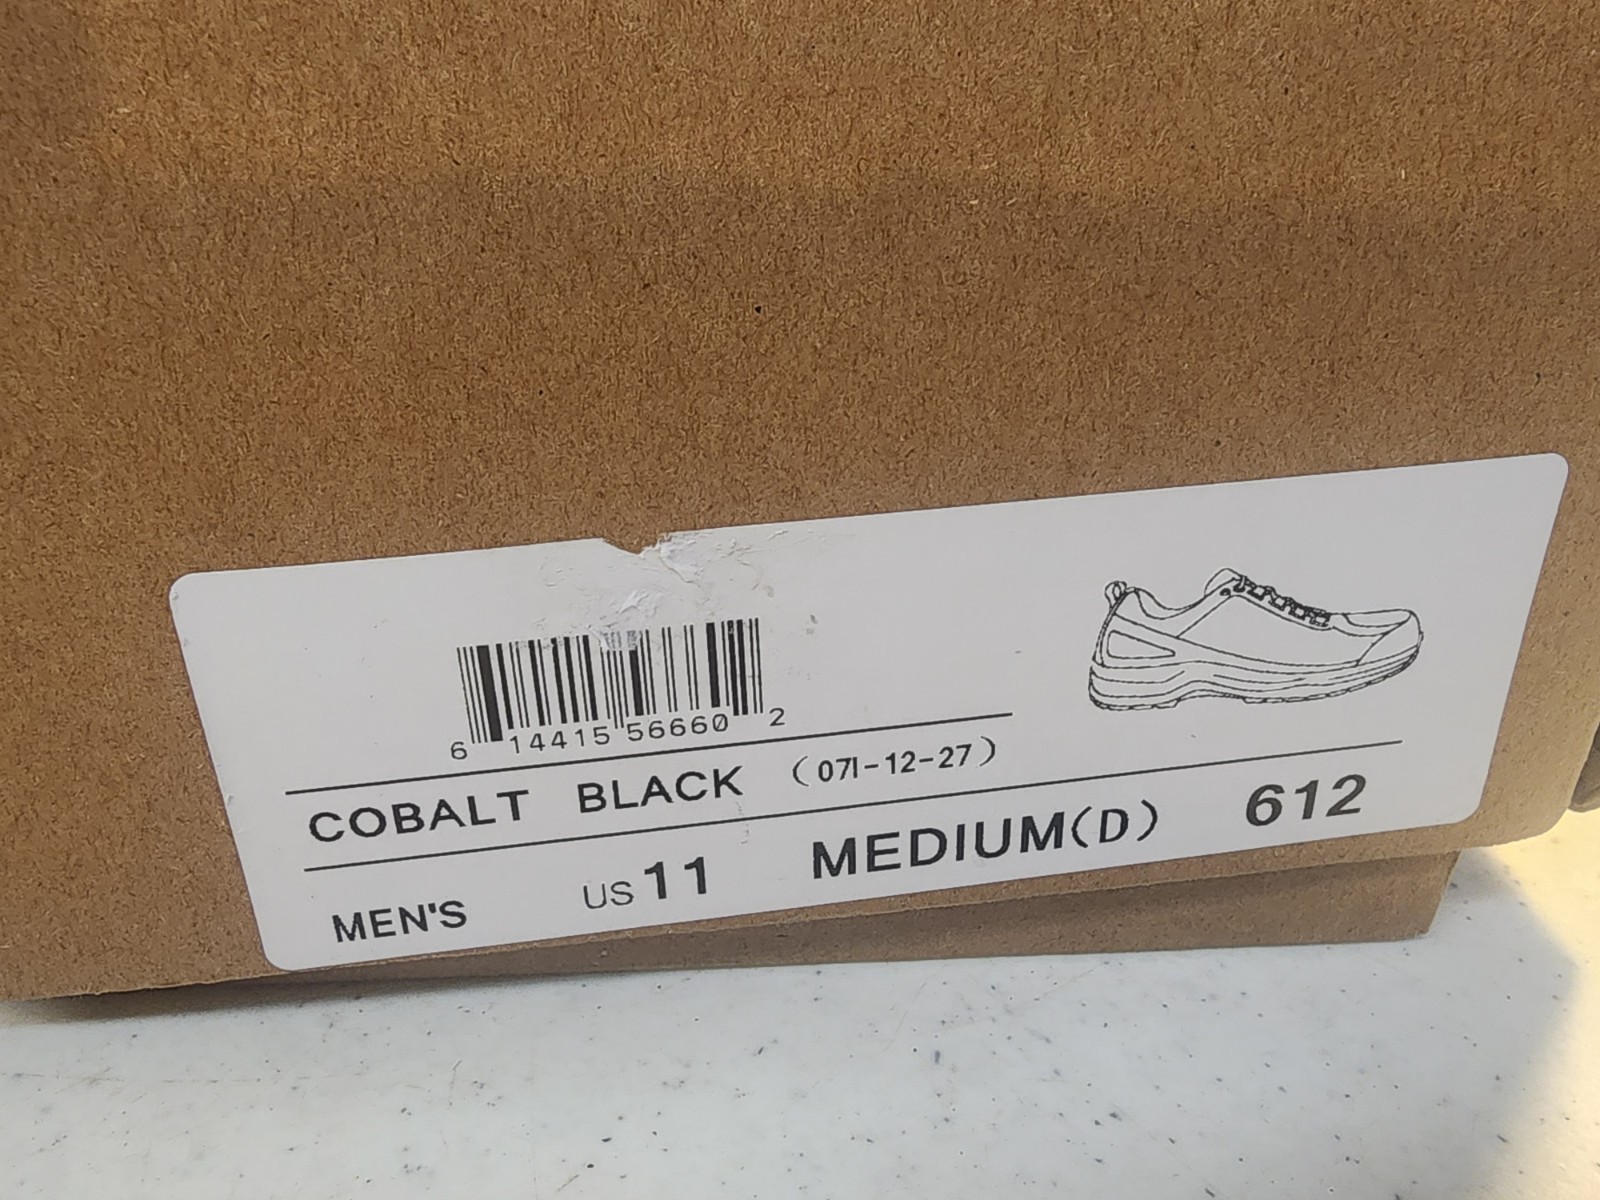 6 14415 56660 2
COBALT BLACK (071-12-27)
MEN'S US 11 MEDIUM(D) 612